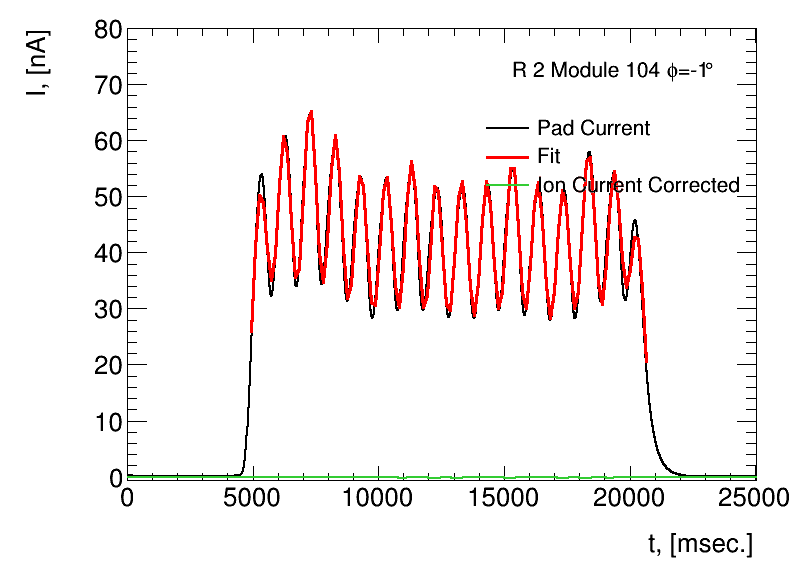 I, [nA]
80
70
60
50
40
30
20
10
0
R 2 Module 104 ϕ=-1°
Pad Current
Fit
Ion Current Corrected
0 5000 10000 15000 20000 25000
t, [msec.]